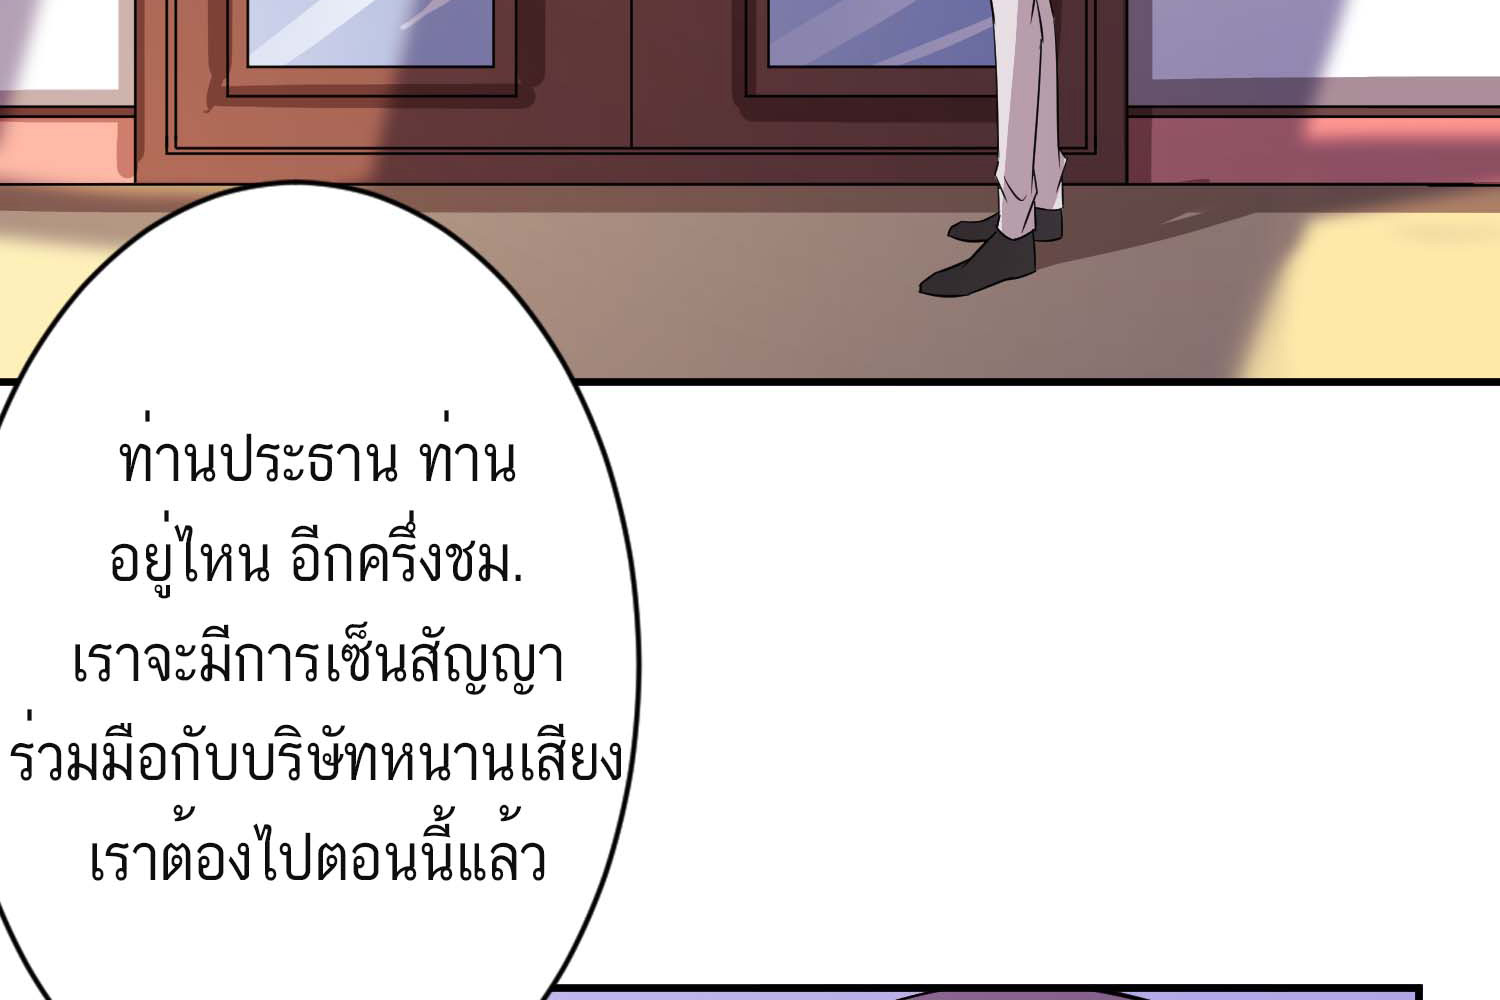 ท่านประธาน ท่าน
อยู่ไหน อีกครึ่งชม.
เราจะมีการเซ็นสัญญา
ร่วมมือกับบริษัทหนานเสียง
เราต้องไปตอนนี้แล้ว